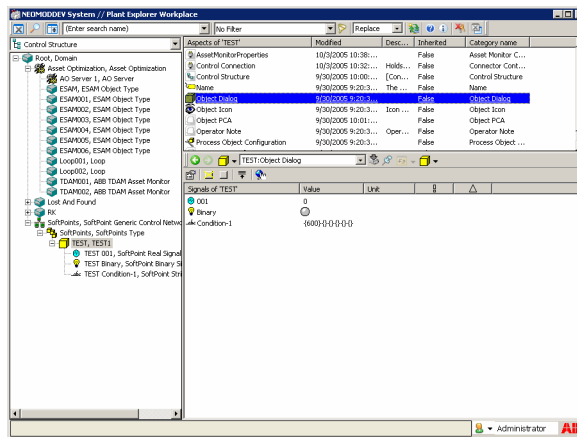 NEOMODDEV System // Plant Explorer Workplace
(Enter search name)
No Filter
Replace
Control Structure
Root, Domain
Asset Optimization, Asset Optimization
AO Server 1, AO Server
ESAM, ESAM Object Type
ESAM001, ESAM Object Type
ESAM002, ESAM Object Type
ESAM003, ESAM Object Type
ESAM004, ESAM Object Type
ESAM005, ESAM Object Type
ESAM006, ESAM Object Type
Loop001, Loop
Loop002, Loop
TDAM001, ABB TDAM Asset Monitor
TDAM002, ABB TDAM Asset Monitor
Lost And Found
RK
SoftPoints, SoftPoint Generic Control Netwo
SoftPoints, SoftPoints Type
TEST, TEST1
TEST 001, SoftPoint Real Signal
TEST Binary, SoftPoint Binary Si
TEST Condition-1, SoftPoint Stri
Aspects of 'TEST' Modified Desc... Inherited Category name
AssetMonitorProperties 10/3/2005 10:38:... False Asset Monitor C...
Control Connection 10/3/2005 10:32:... Holds... False Connector Cont...
Control Structure 9/30/2005 10:00:... [Con... False Control Structure
Name 9/30/2005 9:20:3... The ... False Name
Object Dialog 9/30/2005 9:20:3... False Object Dialog
Object Icon 9/30/2005 9:20:3... Icon ... False Object Icon
Object PCA 9/30/2005 10:01:... False Object PCA
Operator Note 9/30/2005 9:20:3... Oper... False Operator Note
Process Object Configuration 9/30/2005 9:20:3... False Process Object ...
TEST:Object Dialog
Signals of 'TEST' Value Unit
001 0
Binary
Condition-1 {600}-{}-{}-{}-{}-{}
Administrator